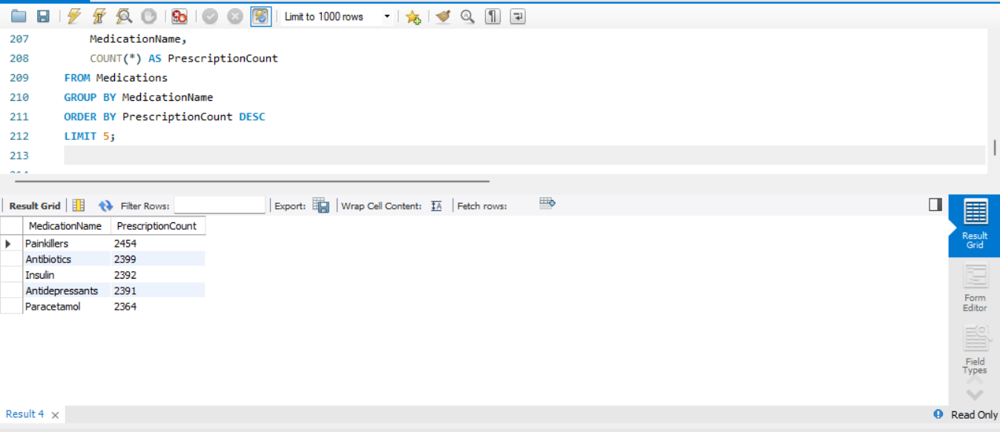 Limit to 1000 rows
207 MedicationName,
208 COUNT(*) AS PrescriptionCount
209 FROM Medications
210 GROUP BY MedicationName
211 ORDER BY PrescriptionCount DESC
212 LIMIT 5;
213
Result Grid Filter Rows: Export: Wrap Cell Content: Fetch rows:
MedicationName PrescriptionCount
Painkillers 2454
Antibiotics 2399
Insulin 2392
Antidepressants 2391
Paracetamol 2364
Result
Grid
Form
Editor
Field
Types
Result 4
Read Only